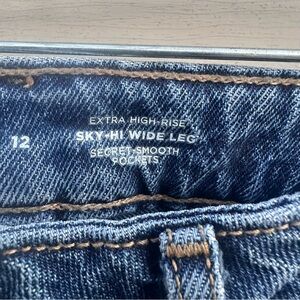 EXTRA HIGH-RISE
12 SKY-HI WIDE LEG
SECRET-SMOOTH
POCKETS